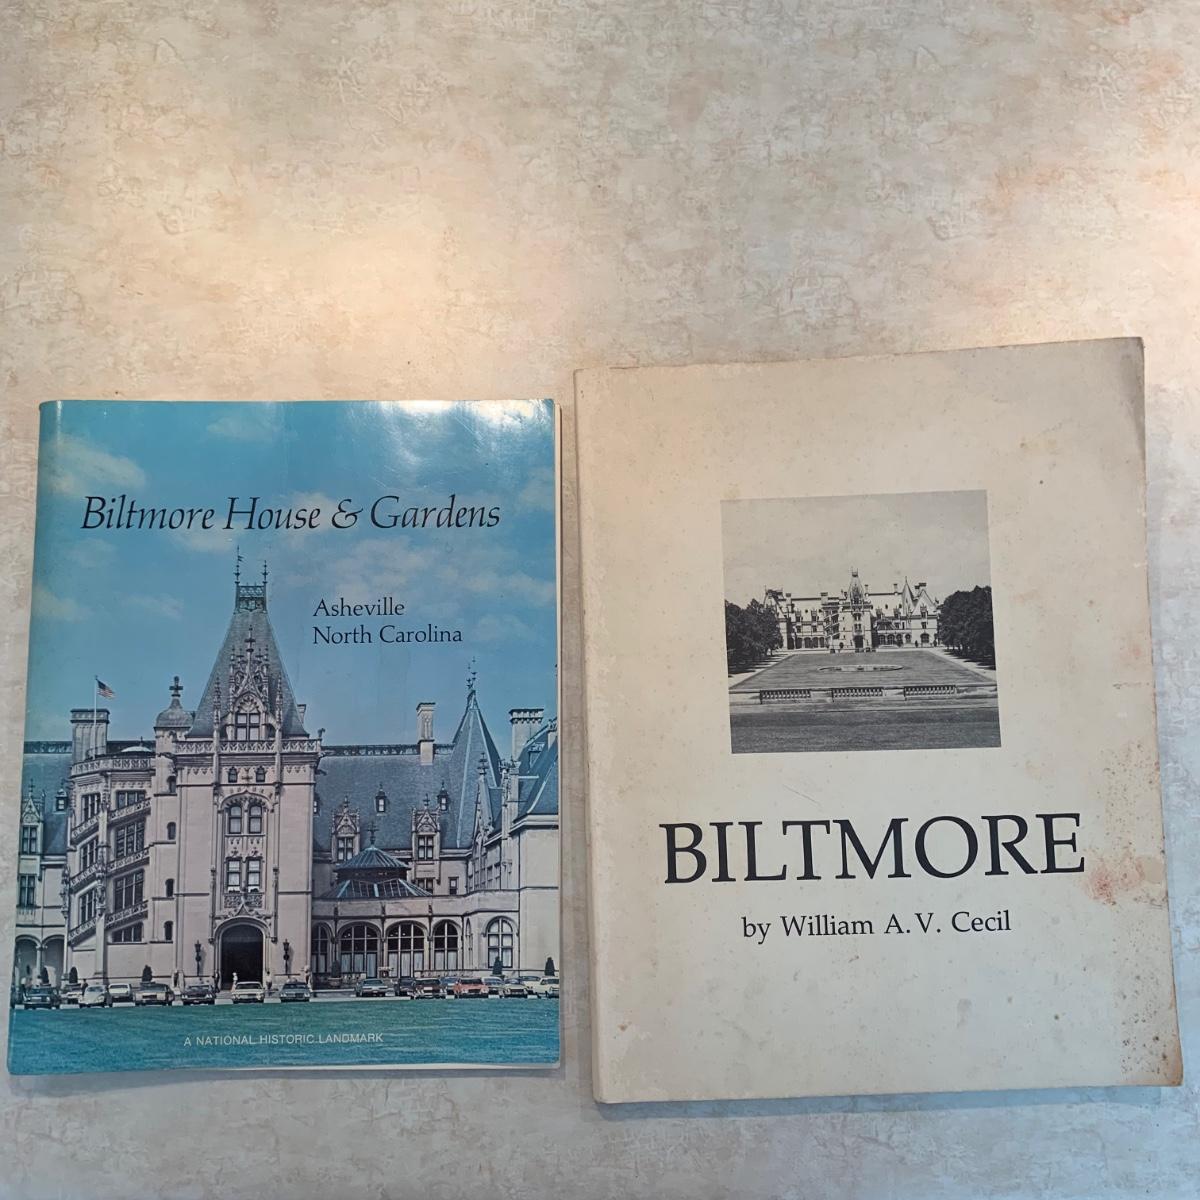 Biltmore House & Gardens
Asheville
North Carolina
A NATIONAL HISTORIC LANDMARK
BILTMORE
by William A. V. Cecil